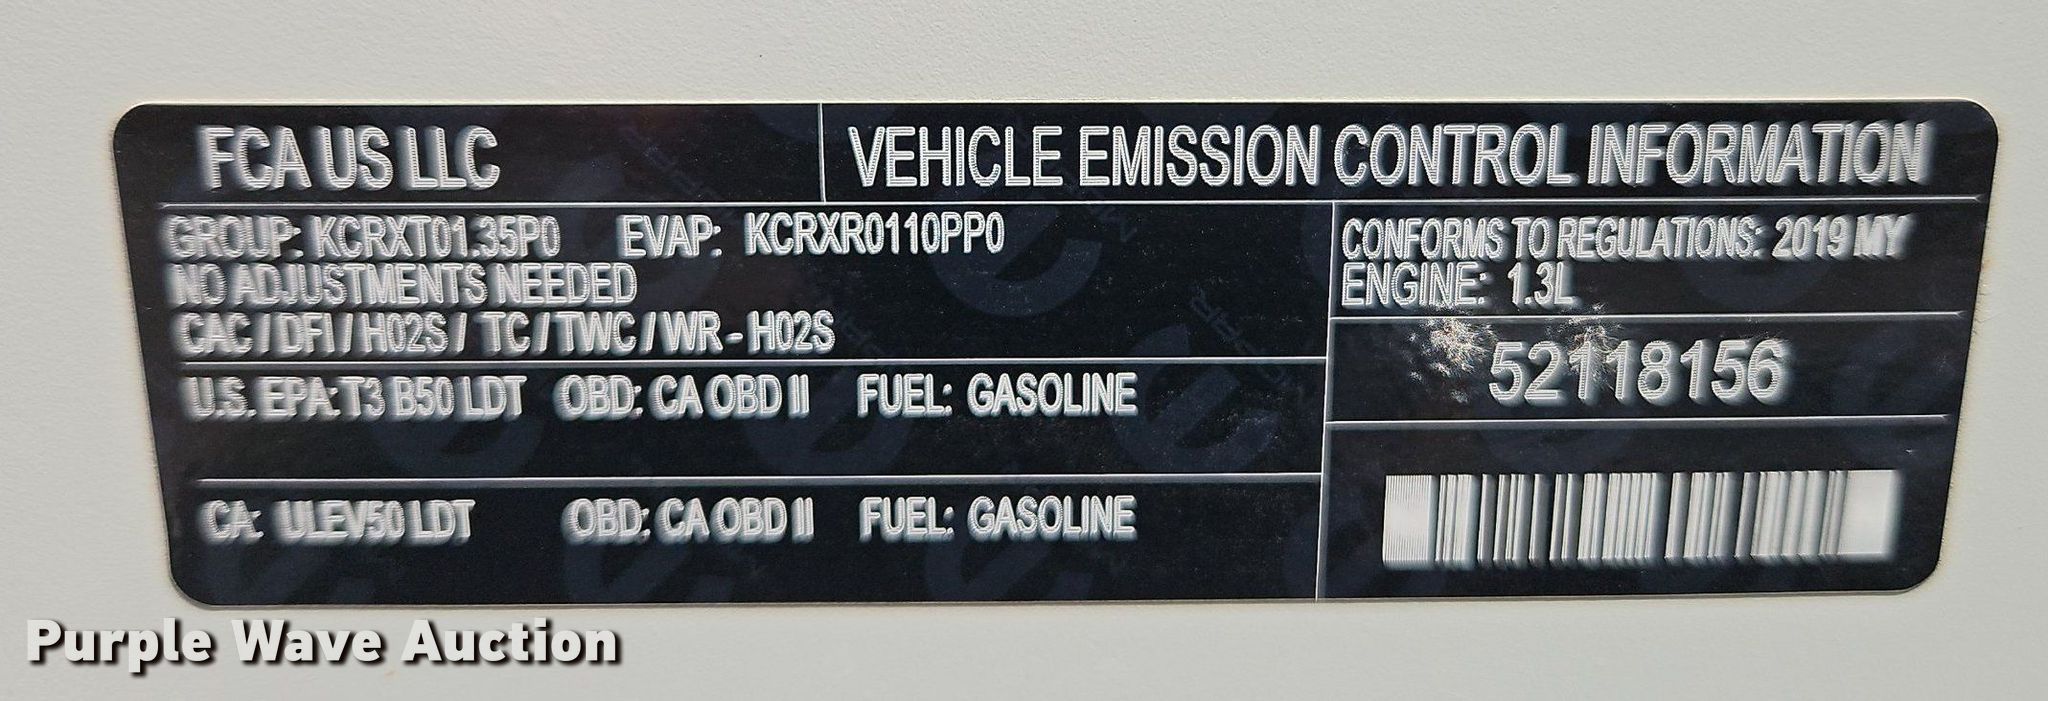 FCA US LLC
VEHICLE EMISSION CONTROL INFORMATION
GROUP: KCRXT01.35P0 EVAP: KCRXR0110PP0
NO ADJUSTMENTS NEEDED
CAC / DFI / H02S / TC / TWC / WR - H02S
U.S. EPA: T3 B50 LDT OBD: CA OBD II FUEL: GASOLINE
CA: ULEV50 LDT OBD: CA OBD II FUEL: GASOLINE
CONFORMS TO REGULATIONS: 2019 MY
ENGINE: 1.3L
52118156
Purple Wave Auction